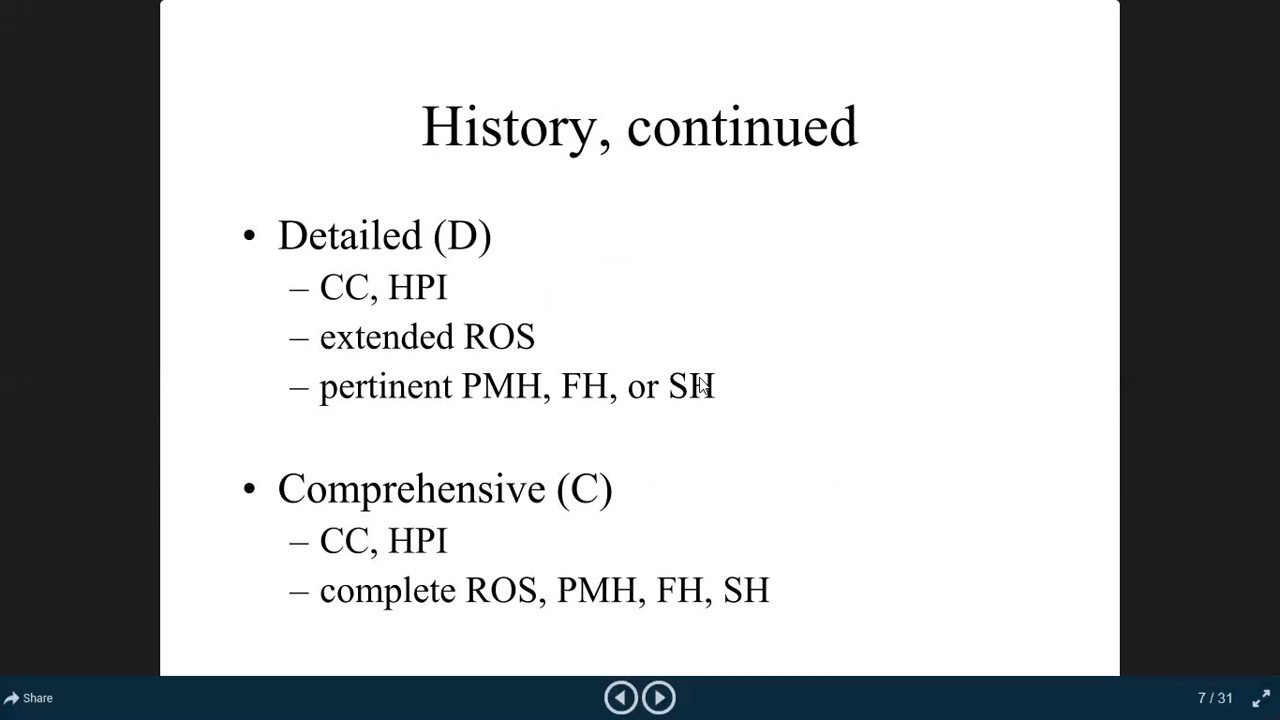 History, continued
• Detailed (D)
– CC, HPI
– extended ROS
– pertinent PMH, FH, or SH
• Comprehensive (C)
– CC, HPI
– complete ROS, PMH, FH, SH
Share
7 / 31